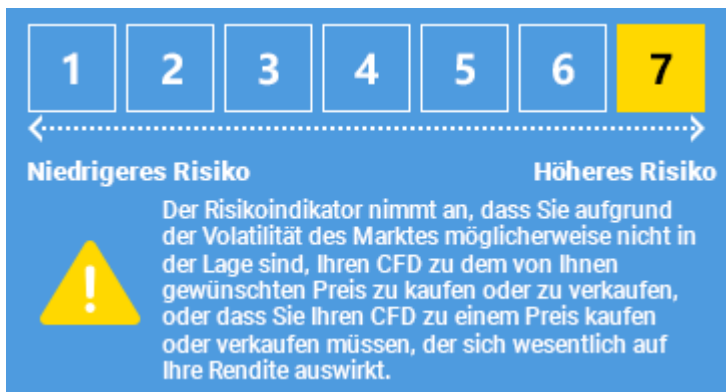 1 2 3 4 5 6 7
Niedrigeres Risiko Höheres Risiko
Der Risikoindikator nimmt an, dass Sie aufgrund
der Volatilität des Marktes möglicherweise nicht in
der Lage sind, Ihren CFD zu dem von Ihnen
gewünschten Preis zu kaufen oder zu verkaufen,
oder dass Sie Ihren CFD zu einem Preis kaufen
oder verkaufen müssen, der sich wesentlich auf
Ihre Rendite auswirkt.